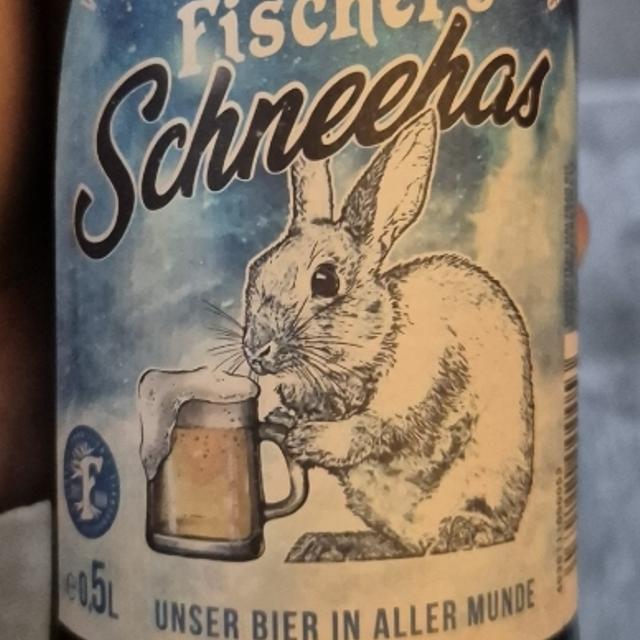 Fischer's
Schneehas
F
℮ 0,5L
UNSER BIER IN ALLER MUNDE